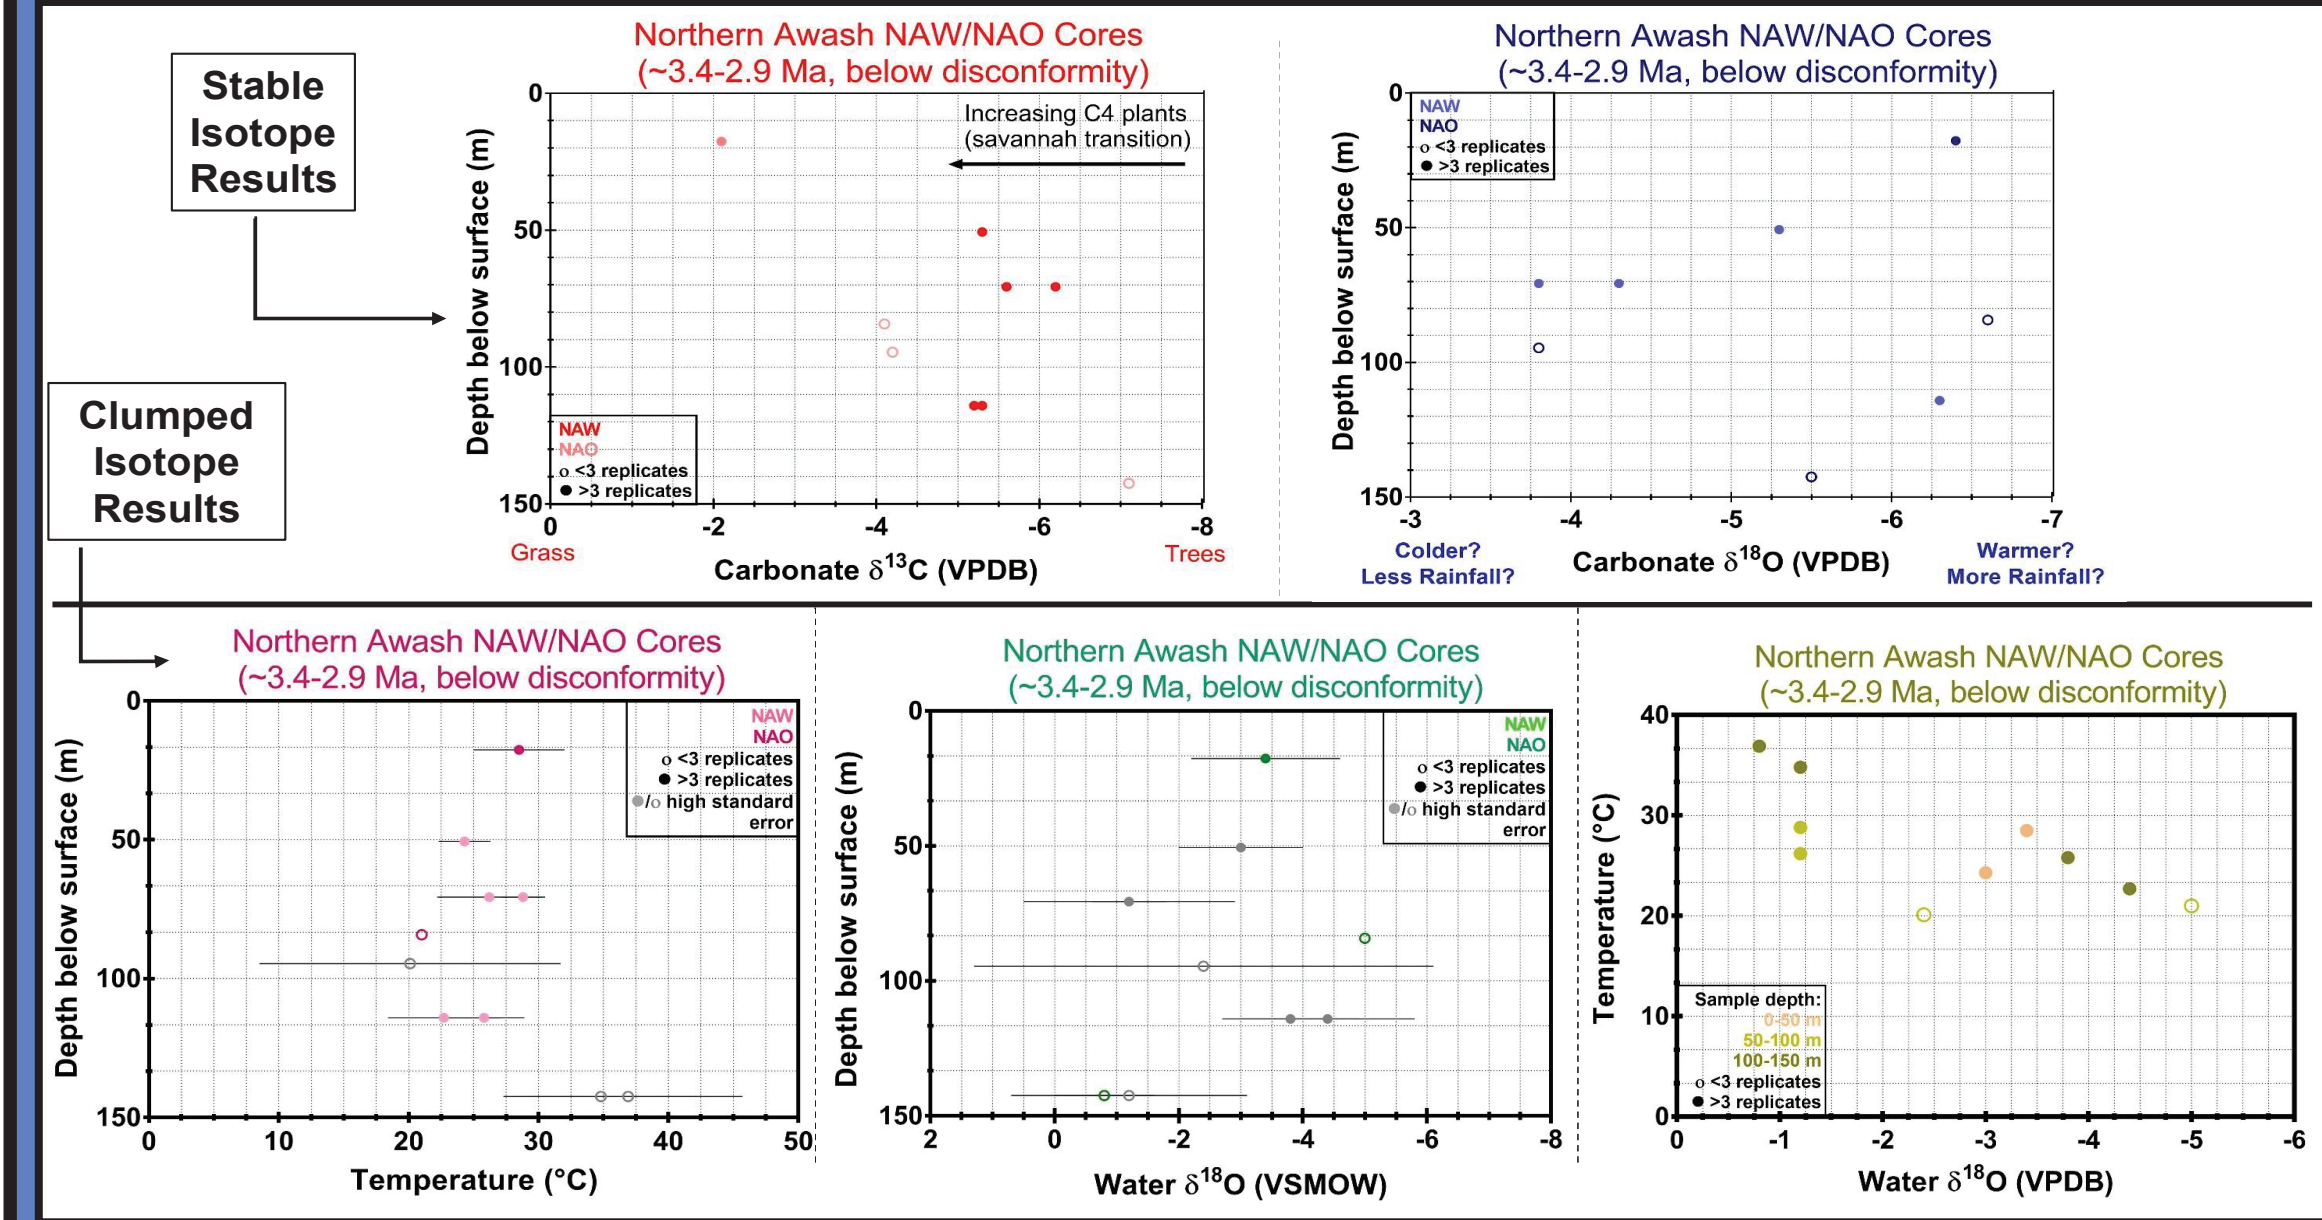 Stable
Isotope
Results
Northern Awash NAW/NAO Cores
(~3.4-2.9 Ma, below disconformity)
Increasing C4 plants
(savannah transition)
Depth below surface (m)
0
50
100
150
NAW
NAO
o <3 replicates
● >3 replicates
0 -2 -4 -6 -8
Grass
Trees
Carbonate δ¹³C (VPDB)
Northern Awash NAW/NAO Cores
(~3.4-2.9 Ma, below disconformity)
NAW
NAO
o <3 replicates
● >3 replicates
Depth below surface (m)
0
50
100
150
-3 -4 -5 -6 -7
Colder?
Less Rainfall?
Carbonate δ¹⁸O (VPDB)
Warmer?
More Rainfall?
Clumped
Isotope
Results
Northern Awash NAW/NAO Cores
(~3.4-2.9 Ma, below disconformity)
NAW
NAO
o <3 replicates
● >3 replicates
●/o high standard
error
Depth below surface (m)
0
50
100
150
0 10 20 30 40 50
Temperature (°C)
Northern Awash NAW/NAO Cores
(~3.4-2.9 Ma, below disconformity)
NAW
NAO
o <3 replicates
● >3 replicates
●/o high standard
error
Depth below surface (m)
0
50
100
150
2 0 -2 -4 -6 -8
Water δ¹⁸O (VSMOW)
Northern Awash NAW/NAO Cores
(~3.4-2.9 Ma, below disconformity)
Temperature (°C)
40
30
20
10
0
Sample depth:
0-50 m
50-100 m
100-150 m
o <3 replicates
● >3 replicates
0 -1 -2 -3 -4 -5 -6
Water δ¹⁸O (VPDB)